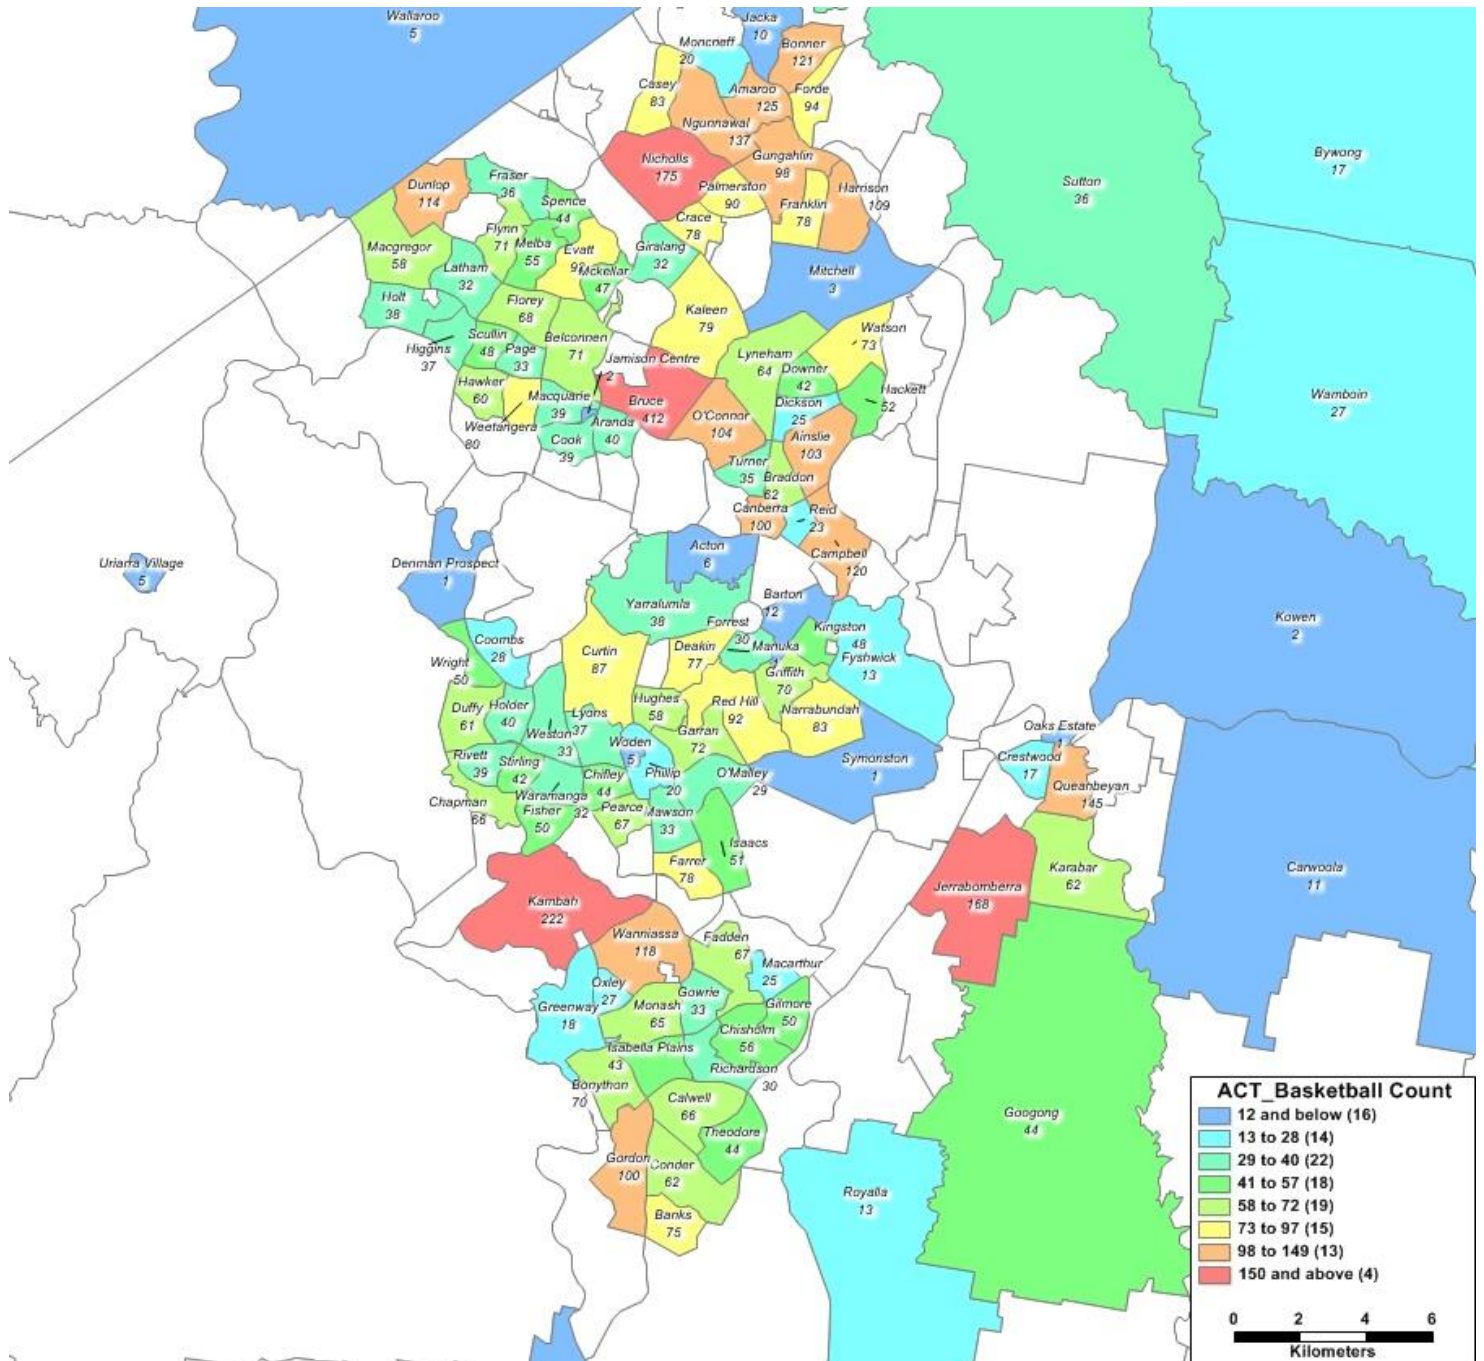 Wallaroo
5
Jacka
10
Moncrieff
20
Bonner
121
Casey
83
Amaroo
125
Forde
94
Ngunnawal
137
Nicholls
175
Gungahlin
98
Palmerston
90
Harrison
109
Franklin
78
Crace
78
Bywong
17
Sutton
36
Dunlop
114
Fraser
36
Spence
44
Flynn
71
Melba
55
Evatt
Mckellar
47
Giralang
32
Macgregor
58
Latham
32
Mitchell
3
Holt
38
Florey
68
Kaleen
79
Watson
73
Higgins
37
Scullin
48
Page
33
Belconnen
71
Jamison Centre
2
Lyneham
64
Downer
42
Hackett
52
Wamboin
27
Hawker
60
Macquarie
39
Bruce
412
Dickson
25
Weetangera
80
Aranda
40
O'Connor
104
Ainslie
103
Cook
39
Turner
35
Braddon
62
Canberra
100
Reid
23
Campbell
120
Uriarra Village
5
Denman Prospect
1
Acton
6
Barton
12
Kowen
2
Yarralumla
38
Forrest
30
Kingston
48
Coombs
28
Curtin
87
Deakin
77
Manuka
Fyshwick
13
Wright
50
Griffith
70
Duffy
61
Holder
40
Lyons
37
Hughes
58
Red Hill
92
Narrabundah
83
Weston
33
Garran
72
Woden
5
Oaks Estate
1
Rivett
39
Stirling
42
Chifley
44
Phillip
20
O'Malley
29
Symonston
1
Crestwood
17
Queanbeyan
145
Chapman
66
Waramanga
32
Fisher
50
Pearce
67
Mawson
33
Isaacs
51
Farrer
78
Karabar
62
Carwoola
11
Kambah
222
Jerrabomberra
168
Wanniassa
118
Fadden
67
Macarthur
25
Oxley
27
Greenway
18
Monash
65
Gowrie
33
Gilmore
50
Chisholm
56
Isabella Plains
43
Richardson
30
Bonython
70
Calwell
66
Theodore
44
Googong
44
Gordon
100
Conder
62
Banks
75
Royalla
13
ACT_Basketball Count
12 and below (16)
13 to 28 (14)
29 to 40 (22)
41 to 57 (18)
58 to 72 (19)
73 to 97 (15)
98 to 149 (13)
150 and above (4)
0 2 4 6
Kilometers